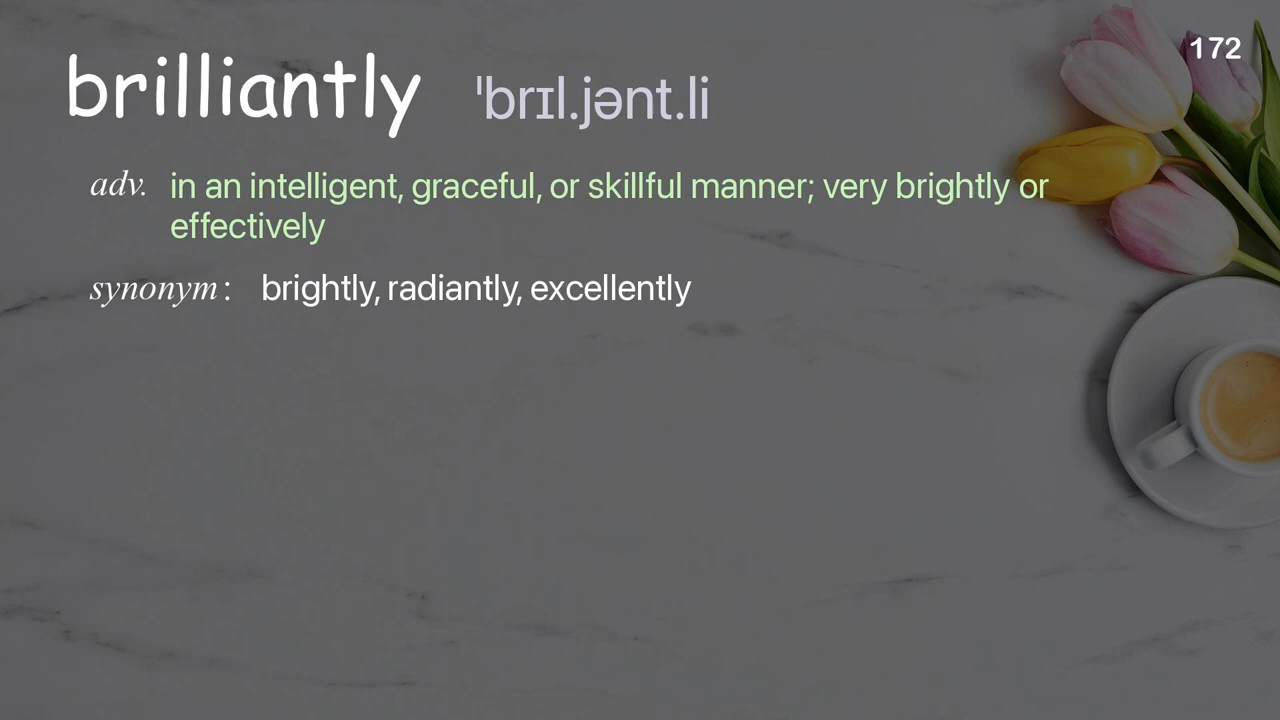 172
brilliantly ˈbrɪl.jənt.li
adv. in an intelligent, graceful, or skillful manner; very brightly or
effectively
synonym: brightly, radiantly, excellently